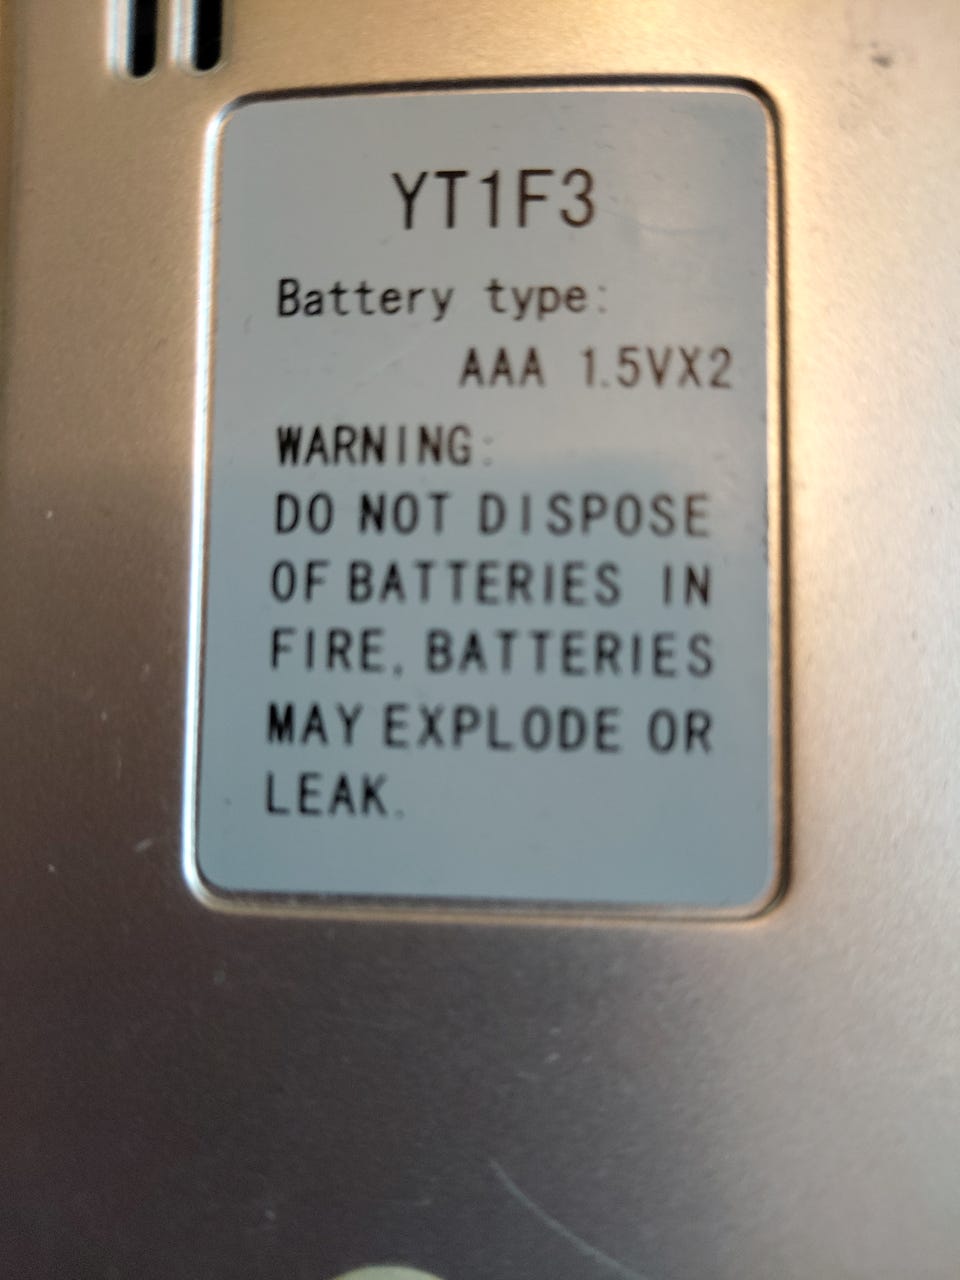 YT1F3
Battery type:
AAA 1.5VX2
WARNING:
DO NOT DISPOSE
OF BATTERIES IN
FIRE, BATTERIES
MAY EXPLODE OR
LEAK.